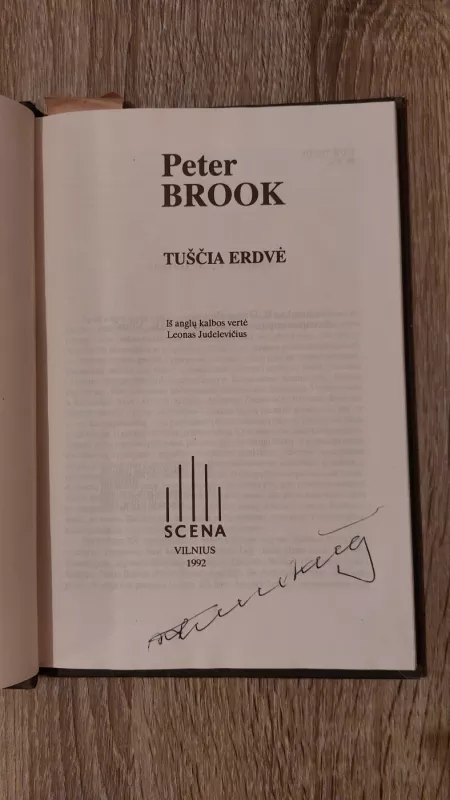 Peter
BROOK
TUŠČIA ERDVĖ
Iš anglų kalbos vertė
Leonas Judelevičius
SCENA
VILNIUS
1992